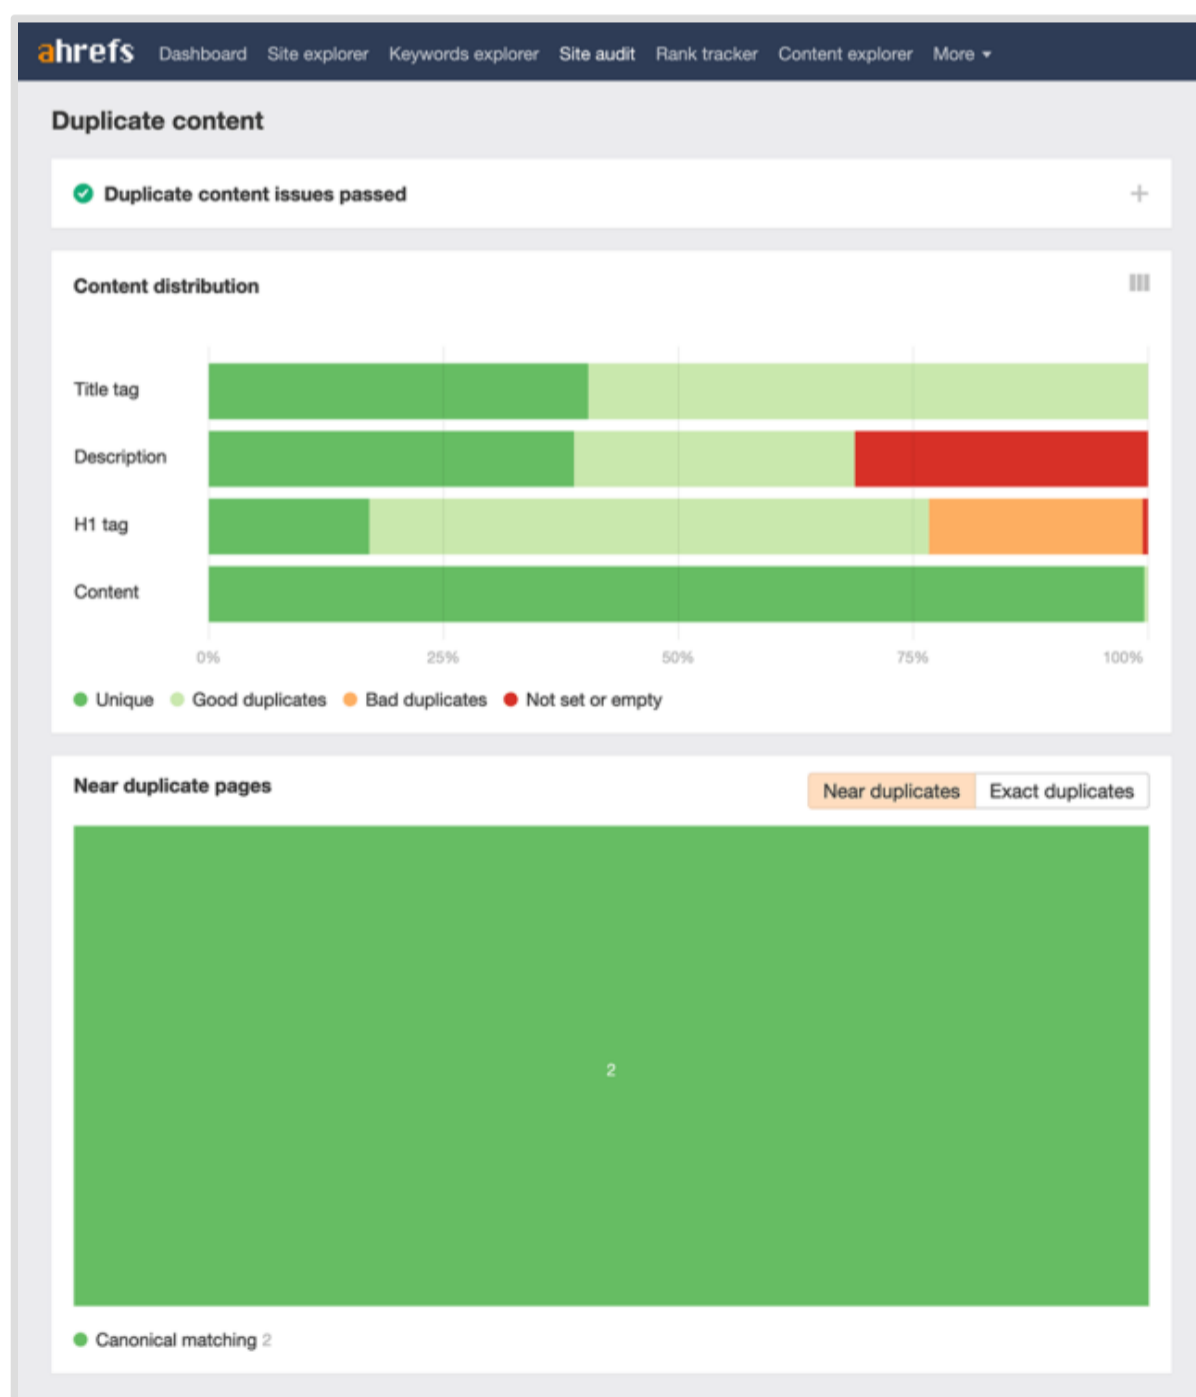 ahrefs Dashboard Site explorer Keywords explorer Site audit Rank tracker Content explorer More
Duplicate content
Duplicate content issues passed
Content distribution
Title tag
Description
H1 tag
Content
0% 25% 50% 75% 100%
Unique Good duplicates Bad duplicates Not set or empty
Near duplicate pages Near duplicates Exact duplicates
2
Canonical matching 2